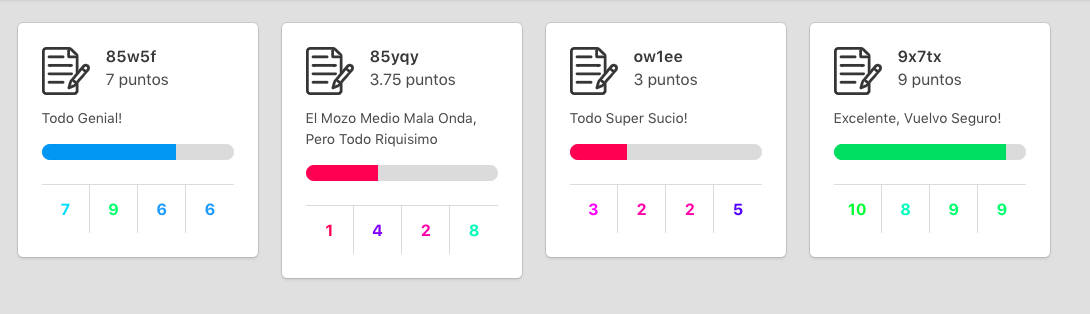 85w5f
7 puntos
Todo Genial!
7 9 6 6
85yqy
3.75 puntos
El Mozo Medio Mala Onda,
Pero Todo Riquisimo
1 4 2 8
ow1ee
3 puntos
Todo Super Sucio!
3 2 2 5
9x7tx
9 puntos
Excelente, Vuelvo Seguro!
10 8 9 9